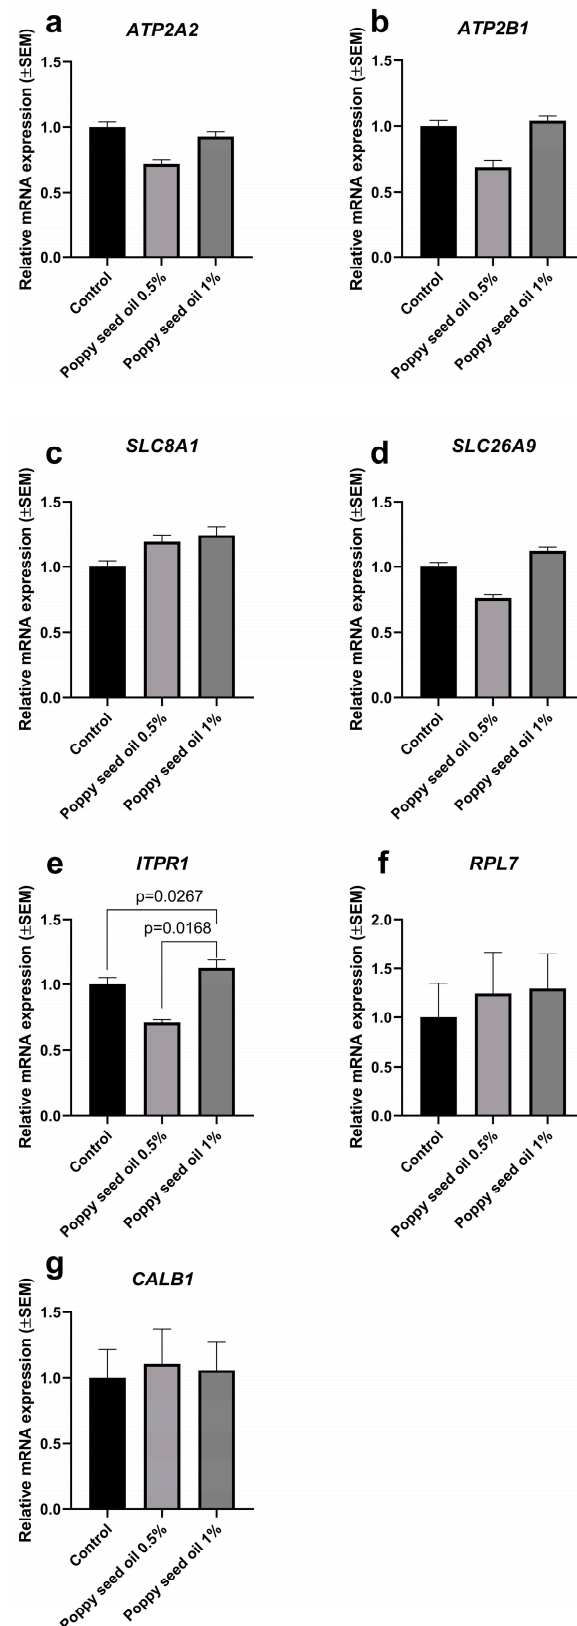 a
ATP2A2
Relative mRNA expression (±SEM)
1.5
1.0
0.5
0.0
Control
Poppy seed oil 0.5%
Poppy seed oil 1%
b
ATP2B1
Relative mRNA expression (±SEM)
1.5
1.0
0.5
0.0
Control
Poppy seed oil 0.5%
Poppy seed oil 1%
c
SLC8A1
Relative mRNA expression (±SEM)
1.5
1.0
0.5
0.0
Control
Poppy seed oil 0.5%
Poppy seed oil 1%
d
SLC26A9
Relative mRNA expression (±SEM)
1.5
1.0
0.5
0.0
Control
Poppy seed oil 0.5%
Poppy seed oil 1%
e
ITPR1
p=0.0267
p=0.0168
Relative mRNA expression (±SEM)
1.5
1.0
0.5
0.0
Control
Poppy seed oil 0.5%
Poppy seed oil 1%
f
RPL7
Relative mRNA expression (±SEM)
2.0
1.5
1.0
0.5
0.0
Control
Poppy seed oil 0.5%
Poppy seed oil 1%
g
CALB1
Relative mRNA expression (±SEM)
1.5
1.0
0.5
0.0
Control
Poppy seed oil 0.5%
Poppy seed oil 1%